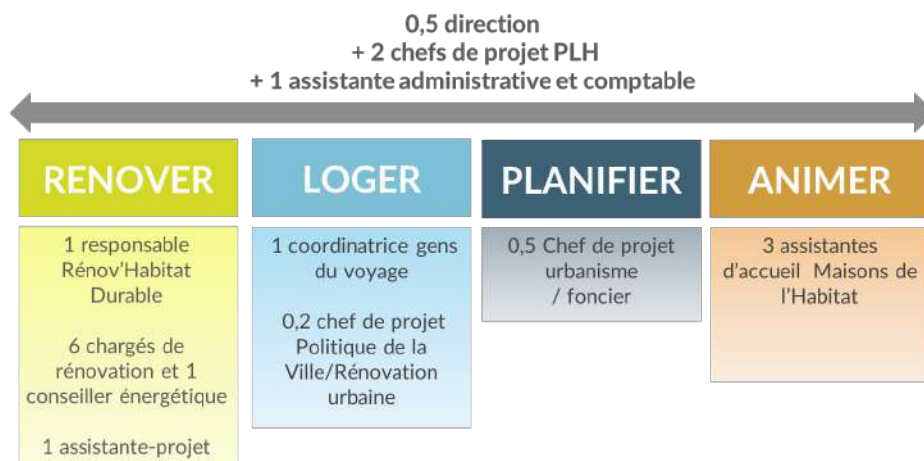 0,5 direction
+ 2 chefs de projet PLH
+ 1 assistante administrative et comptable
RENOVER
1 responsable
Rénov'Habitat
Durable
6 chargés de
rénovation et 1
conseiller énergétique
1 assistante-projet
LOGER
1 coordinatrice gens
du voyage
0,2 chef de projet
Politique de la
Ville/Rénovation
urbaine
PLANIFIER
0,5 Chef de projet
urbanisme
/ foncier
ANIMER
3 assistantes
d'accueil Maisons de
l'Habitat